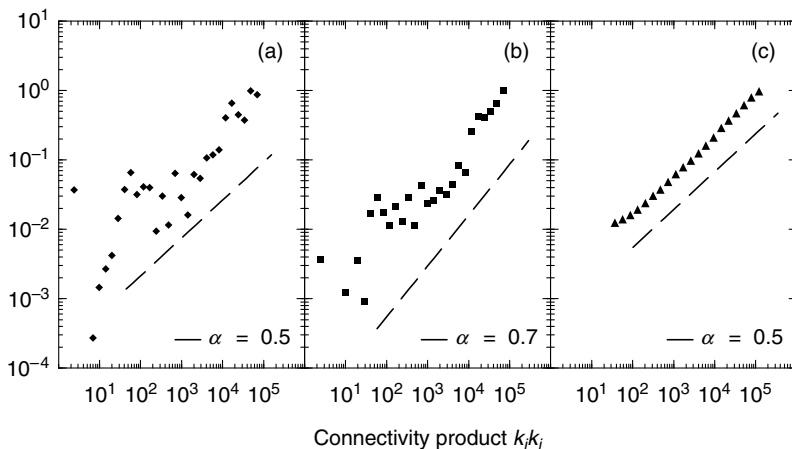 10¹
(a)
(b)
(c)
10⁰
10⁻¹
10⁻²
10⁻³
α = 0.5
α = 0.7
α = 0.5
10⁻⁴
10¹ 10² 10³ 10⁴ 10⁵
10¹ 10² 10³ 10⁴ 10⁵
10¹ 10² 10³ 10⁴ 10⁵
Connectivity product kᵢkᵢ